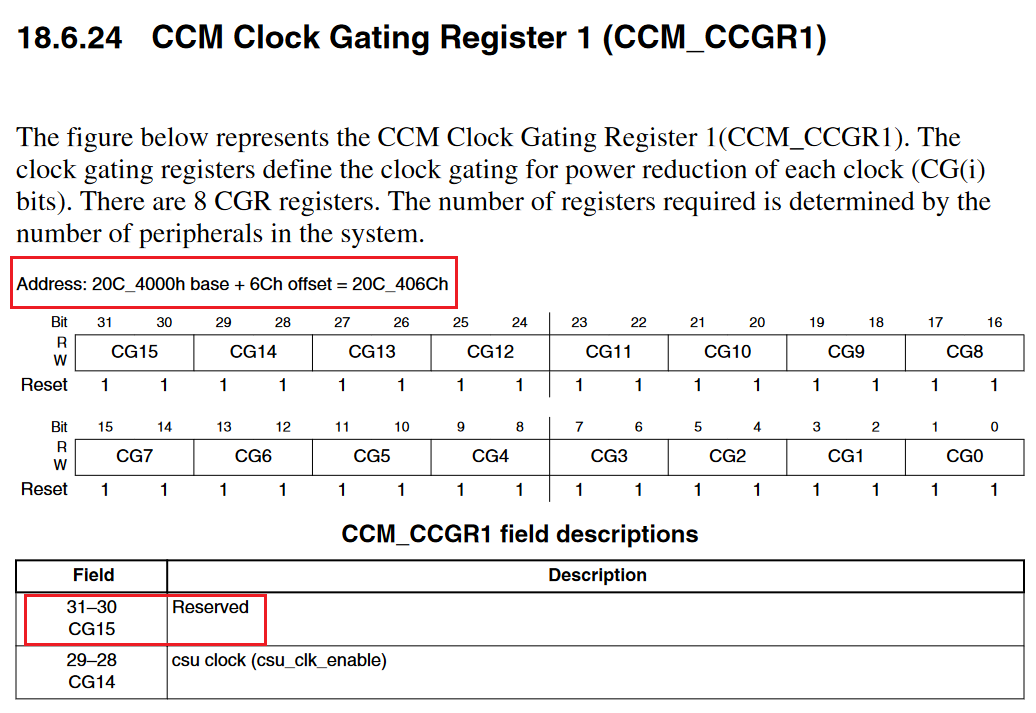 18.6.24 CCM Clock Gating Register 1 (CCM_CCGR1)
The figure below represents the CCM Clock Gating Register 1(CCM_CCGR1). The
clock gating registers define the clock gating for power reduction of each clock (CG(i)
bits). There are 8 CGR registers. The number of registers required is determined by the
number of peripherals in the system.
Address: 20C_4000h base + 6Ch offset = 20C_406Ch
Bit 31 30 29 28 27 26 25 24 23 22 21 20 19 18 17 16
R
W CG15 CG14 CG13 CG12 CG11 CG10 CG9 CG8
Reset 1 1 1 1 1 1 1 1 1 1 1 1 1 1 1 1
Bit 15 14 13 12 11 10 9 8 7 6 5 4 3 2 1 0
R
W CG7 CG6 CG5 CG4 CG3 CG2 CG1 CG0
Reset 1 1 1 1 1 1 1 1 1 1 1 1 1 1 1 1
CCM_CCGR1 field descriptions
Field Description
31–30 Reserved
CG15
29–28 csu clock (csu_clk_enable)
CG14